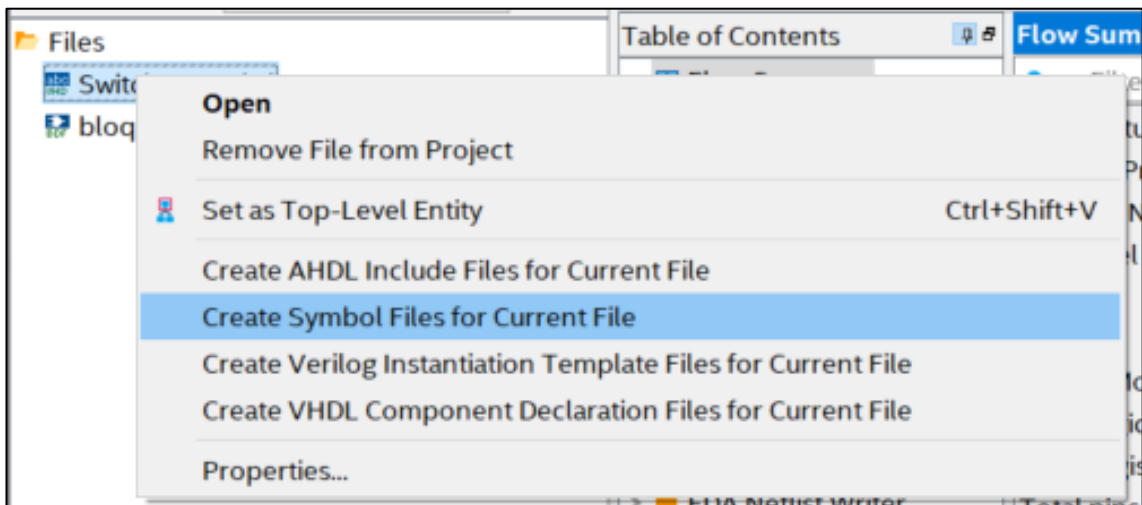 Files
Table of Contents
Flow Sum
Open
Remove File from Project
Set as Top-Level Entity Ctrl+Shift+V
Create AHDL Include Files for Current File
Create Symbol Files for Current File
Create Verilog Instantiation Template Files for Current File
Create VHDL Component Declaration Files for Current File
Properties...